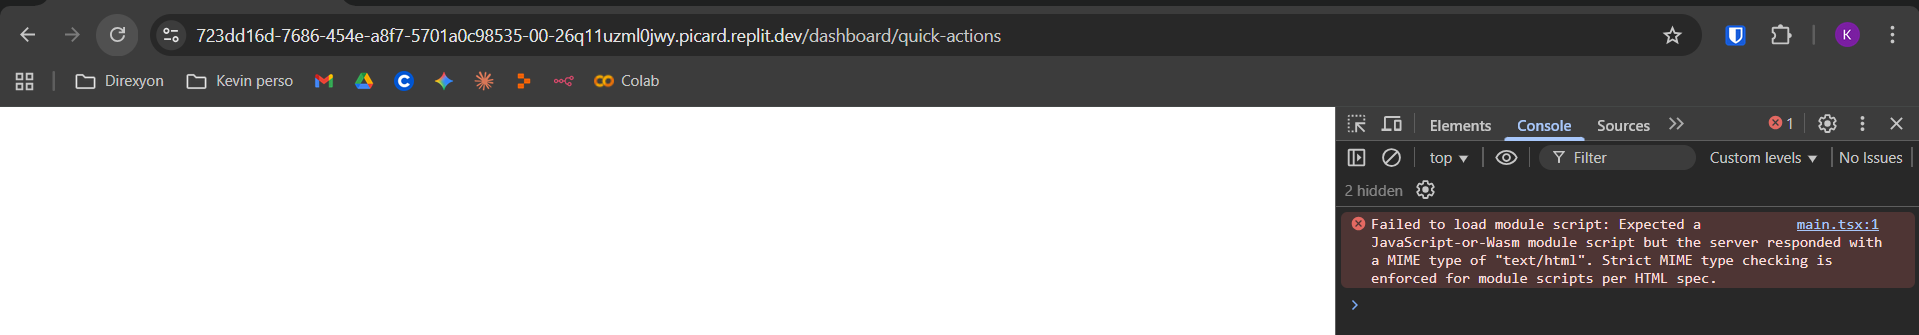 723dd16d-7686-454e-a8f7-5701a0c98535-00-26q11uzml0jwy.picard.replit.dev/dashboard/quick-actions
K
Direxyon Kevin perso Colab
Elements Console Sources 1
top Filter Custom levels No Issues
2 hidden
Failed to load module script: Expected a main.tsx:1
JavaScript-or-Wasm module script but the server responded with
a MIME type of "text/html". Strict MIME type checking is
enforced for module scripts per HTML spec.